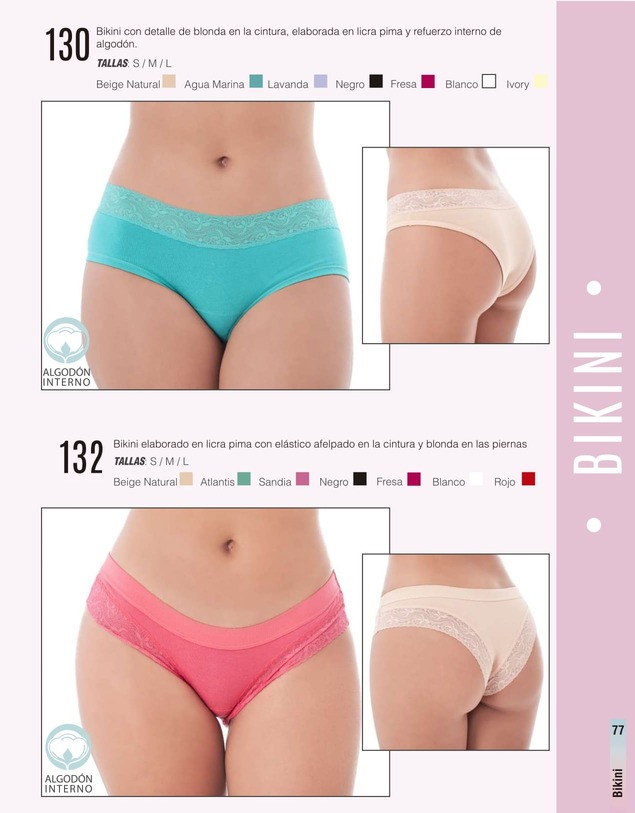 130
Bikini con detalle de blonda en la cintura, elaborada en licra pima y refuerzo interno de
algodón.
TALLAS: S / M / L
Beige Natural Agua Marina Lavanda Negro Fresa Blanco Ivory
ALGODÓN
INTERNO
132
Bikini elaborado en licra pima con elástico afelpado en la cintura y blonda en las piernas
TALLAS: S / M / L
Beige Natural Atlantis Sandia Negro Fresa Blanco Rojo
ALGODÓN
INTERNO
• BIKINI •
77
Bikini